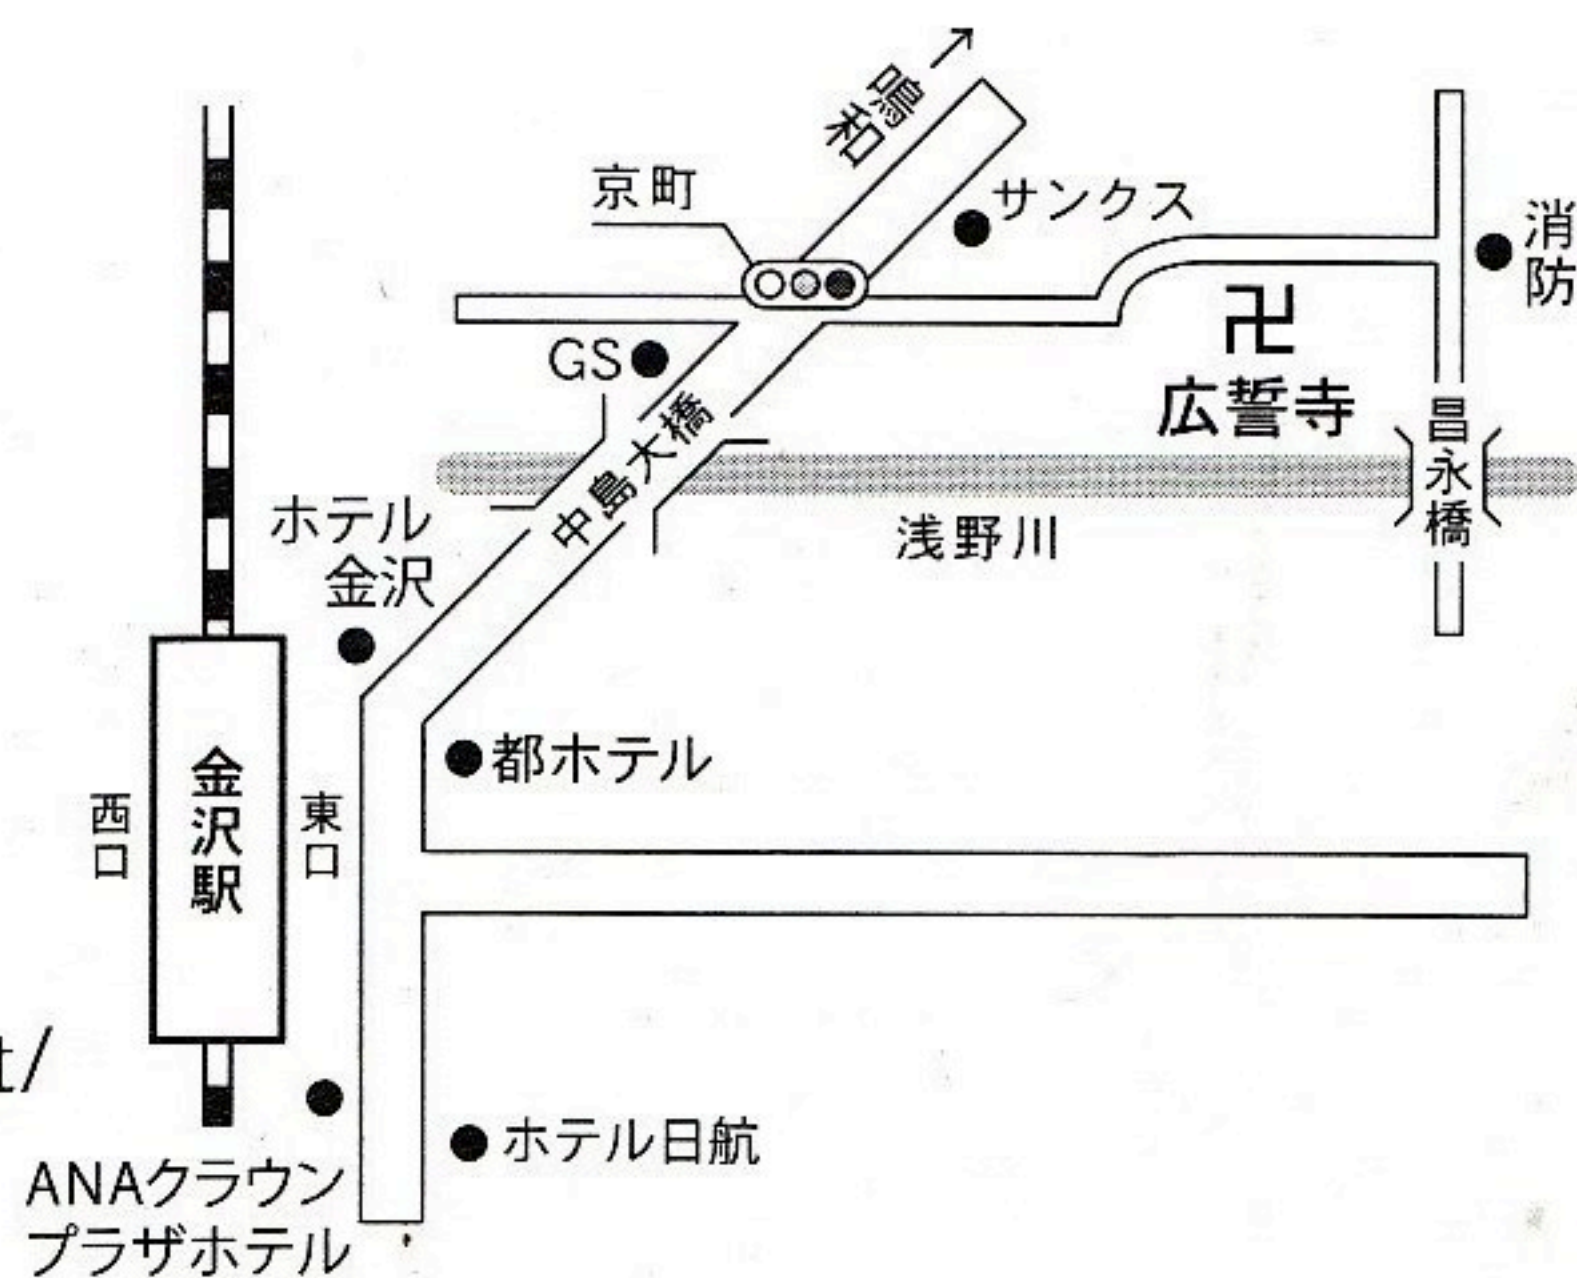 鳴和
京町
サンクス
消防
GS
卍
広誓寺
中島大橋
昌永橋
浅野川
ホテル
金沢
都ホテル
西口
金沢駅
東口
ホテル日航
ANAクラウン
プラザホテル